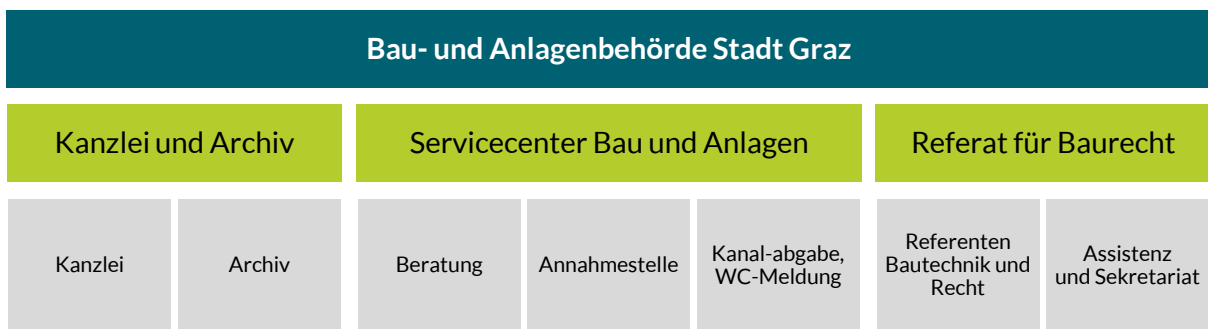 Bau- und Anlagenbehörde Stadt Graz
Kanzlei und Archiv
Servicecenter Bau und Anlagen
Referat für Baurecht
Kanzlei
Archiv
Beratung
Annahmestelle
Kanal-abgabe,
WC-Meldung
Referenten
Bautechnik und
Recht
Assistenz
und Sekretariat